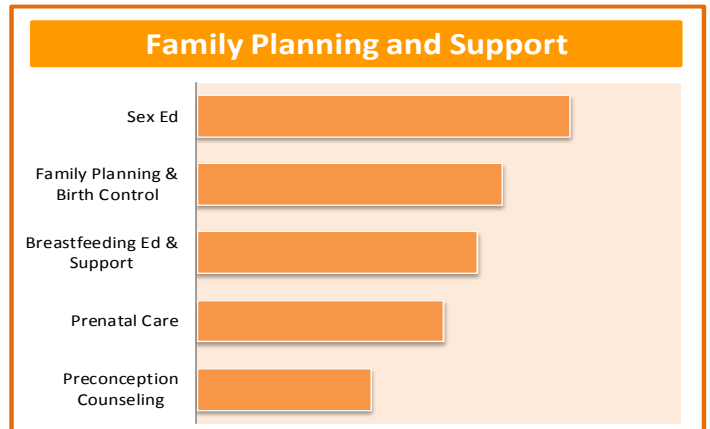 Family Planning and Support
Sex Ed
Family Planning &
Birth Control
Breastfeeding Ed &
Support
Prenatal Care
Preconception
Counseling